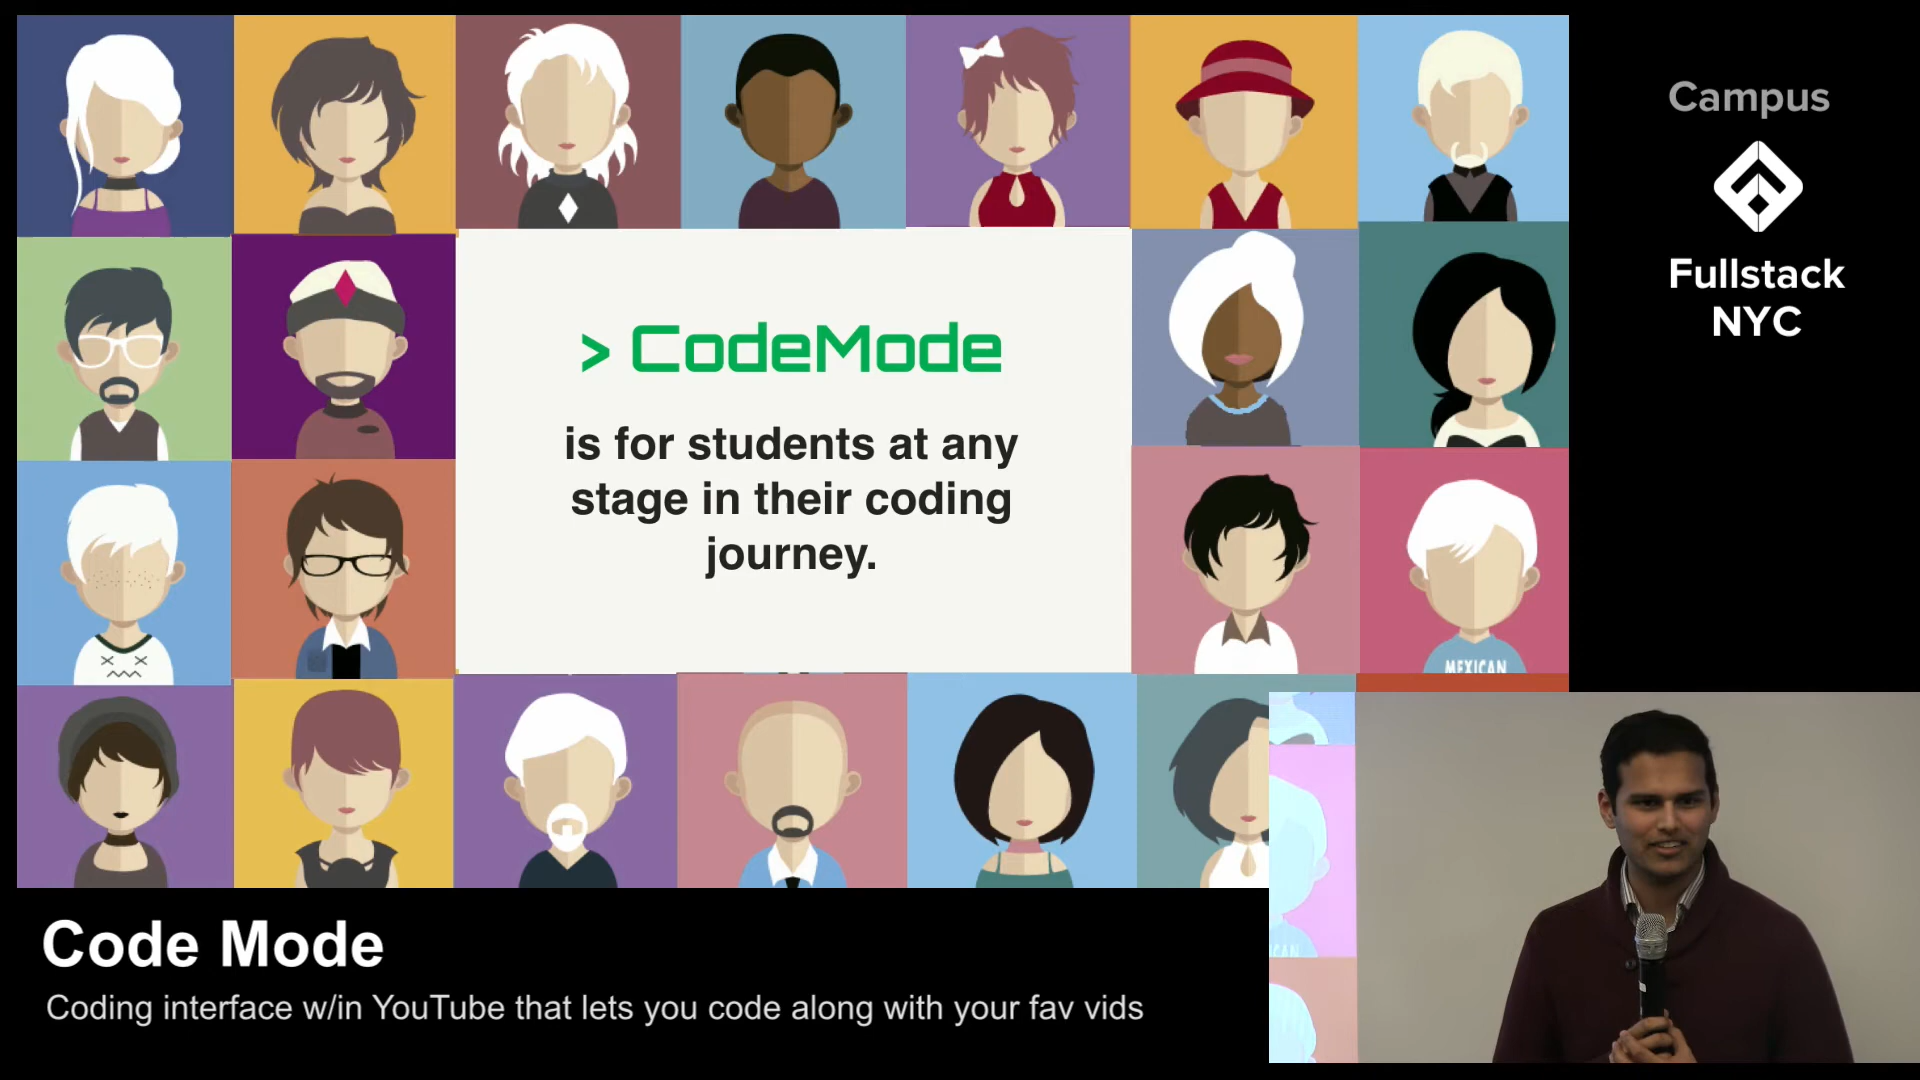 Campus
Fullstack
NYC
> CodeMode
is for students at any
stage in their coding
journey.
MEXICAN
Code Mode
Coding interface w/in YouTube that lets you code along with your fav vids